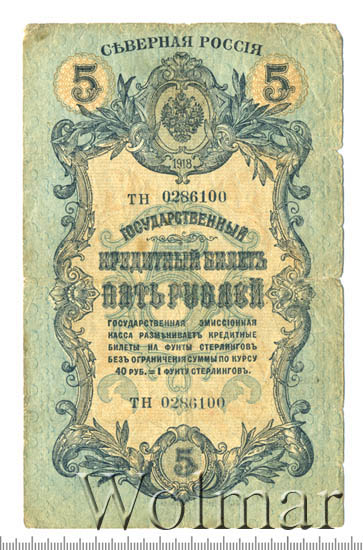 СѢВЕРНАЯ РОССІЯ
5 5
1918
ТН 0286100
ГОСУДАРСТВЕННЫЙ
КРЕДИТНЫЙ БИЛЕТЪ
ПЯТЬ РУБЛЕЙ
ГОСУДАРСТВЕННАЯ ЭМИССІОННАЯ
КАССА РАЗМѢНИВАЕТЪ КРЕДИТНЫЕ
БИЛЕТЫ НА ФУНТЫ СТЕРЛИНГОВЪ
БЕЗЪ ОГРАНИЧЕНІЯ СУММЫ ПО КУРСУ
40 РУБ. = 1 ФУНТУ СТЕРЛИНГОВЪ.
ТН 0286100
5
Wolmar